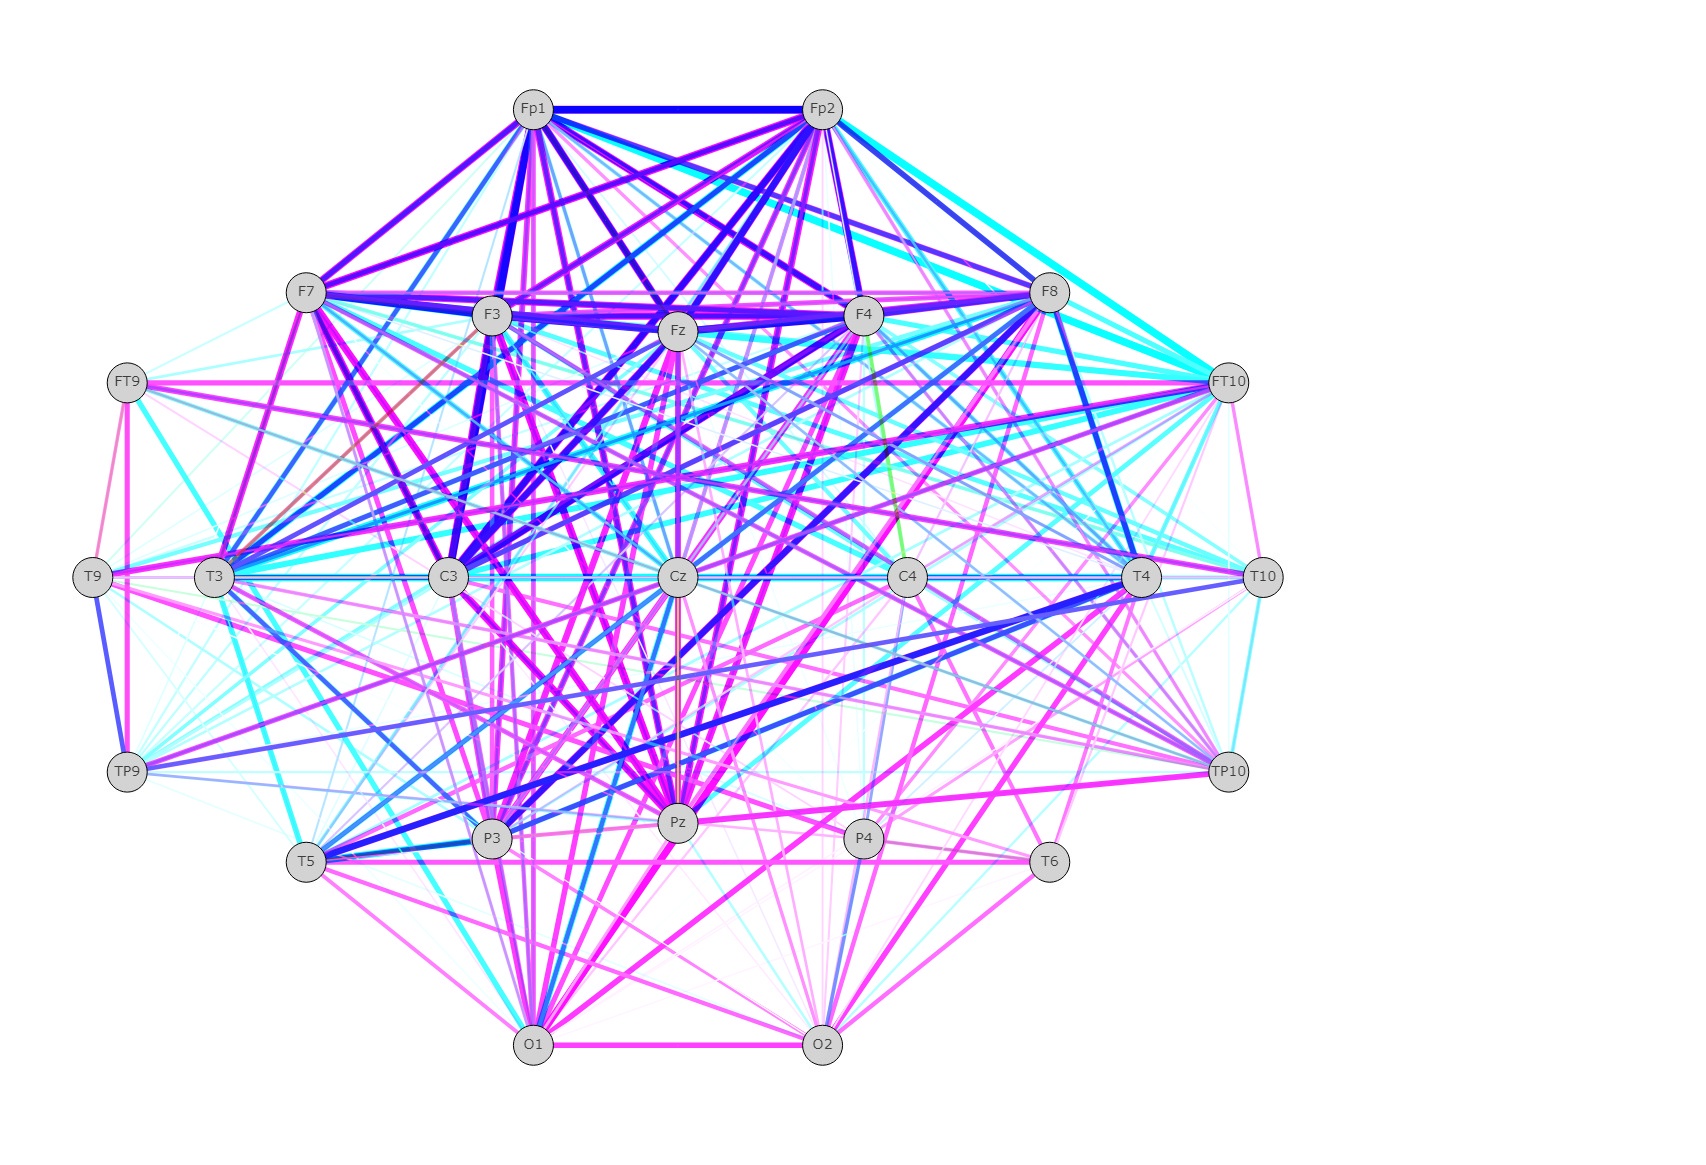 Fp1 Fp2
F7 F3 Fz F4 F8
FT9 FT10
T9 T3 C3 Cz C4 T4 T10
TP9 TP10
T5 P3 Pz P4 T6
O1 O2